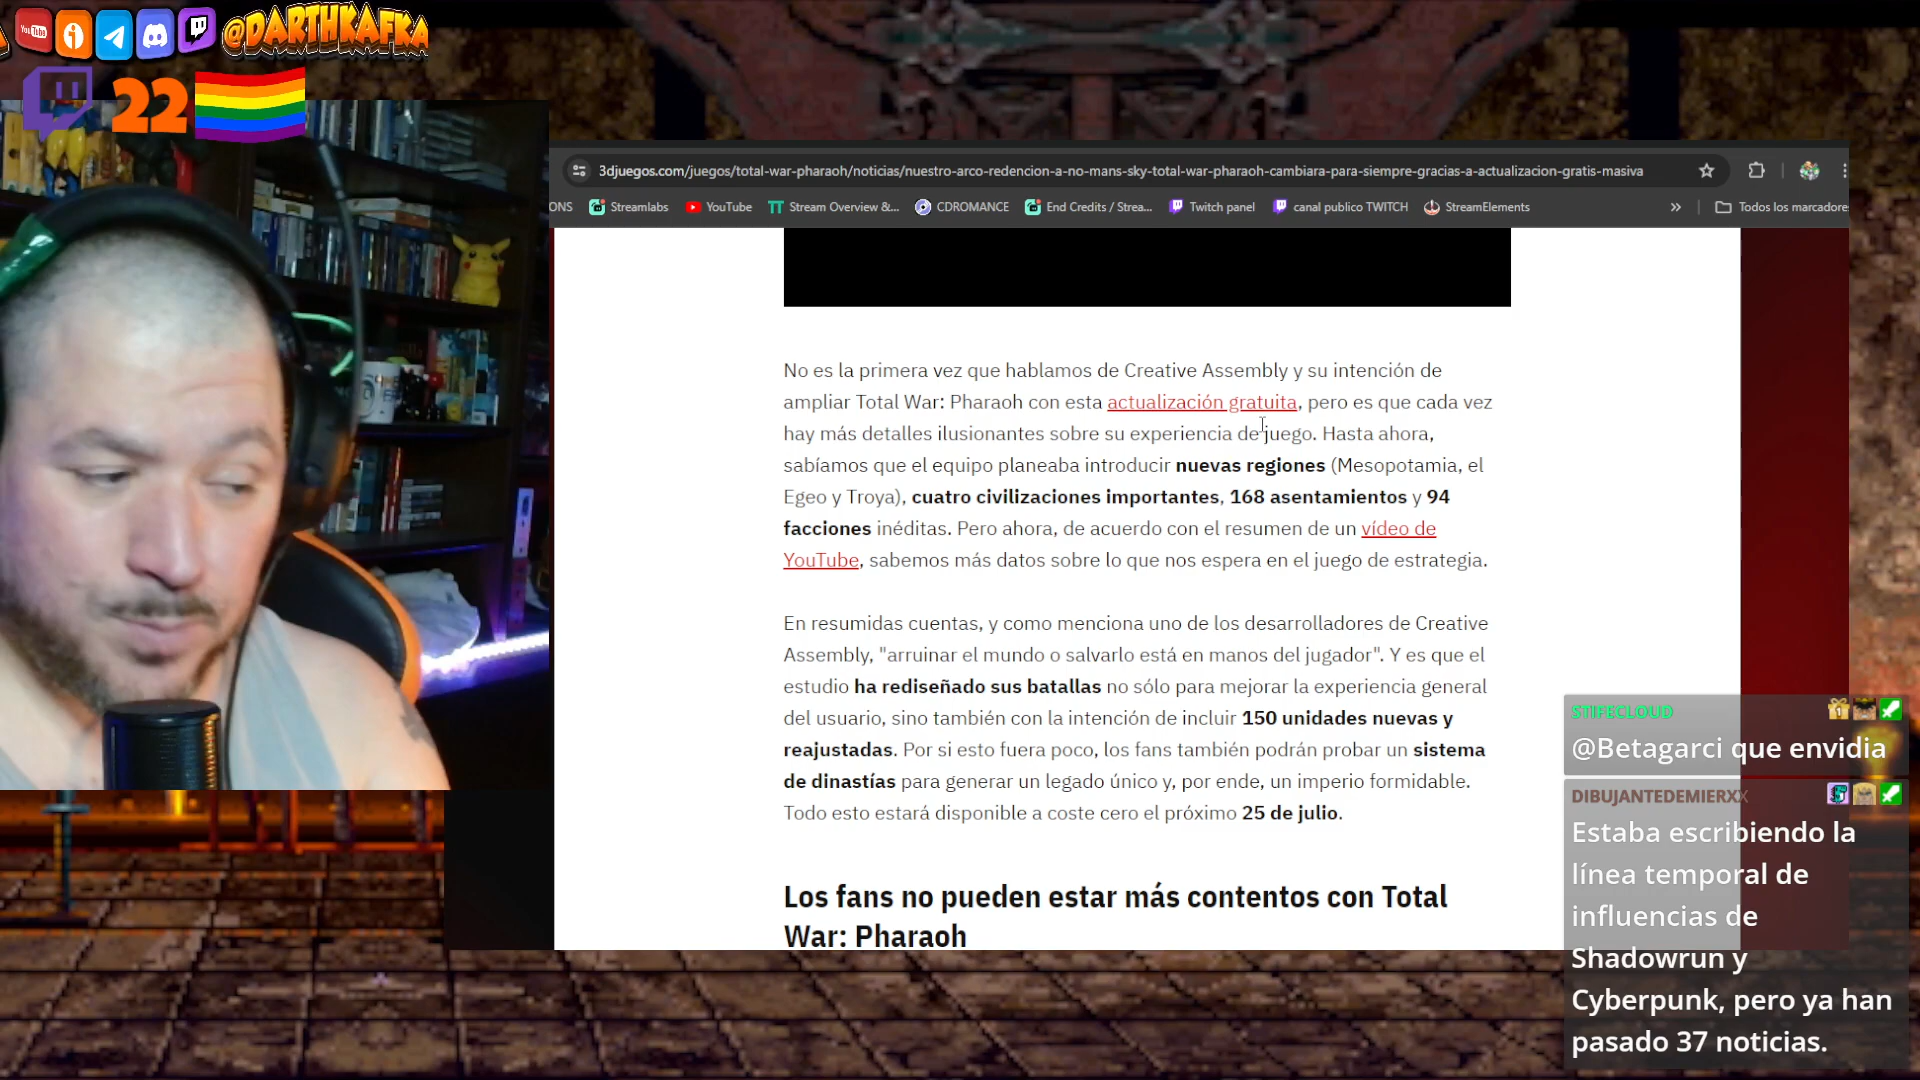 YouTube
@DARTHKAFKA
22
3djuegos.com/juegos/total-war-pharaoh/noticias/nuestro-arco-redencion-a-no-mans-sky-total-war-pharaoh-cambiara-para-siempre-gracias-a-actualizacion-gratis-masiva
ONS Streamlabs YouTube Stream Overview &... CDROMANCE End Credits / Strea... Twitch panel canal publico TWITCH StreamElements » Todos los marcadore
No es la primera vez que hablamos de Creative Assembly y su intención de
ampliar Total War: Pharaoh con esta actualización gratuita, pero es que cada vez
hay más detalles ilusionantes sobre su experiencia de juego. Hasta ahora,
sabíamos que el equipo planeaba introducir nuevas regiones (Mesopotamia, el
Egeo y Troya), cuatro civilizaciones importantes, 168 asentamientos y 94
facciones inéditas. Pero ahora, de acuerdo con el resumen de un vídeo de
YouTube, sabemos más datos sobre lo que nos espera en el juego de estrategia.
En resumidas cuentas, y como menciona uno de los desarrolladores de Creative
Assembly, "arruinar el mundo o salvarlo está en manos del jugador". Y es que el
estudio ha rediseñado sus batallas no sólo para mejorar la experiencia general
del usuario, sino también con la intención de incluir 150 unidades nuevas y
reajustadas. Por si esto fuera poco, los fans también podrán probar un sistema
de dinastías para generar un legado único y, por ende, un imperio formidable.
Todo esto estará disponible a coste cero el próximo 25 de julio.
Los fans no pueden estar más contentos con Total
War: Pharaoh
STIFECLOUD
@Betagarci que envidia
DIBUJANTEDEMIERXX
Estaba escribiendo la
línea temporal de
influencias de
Shadowrun y
Cyberpunk, pero ya han
pasado 37 noticias.